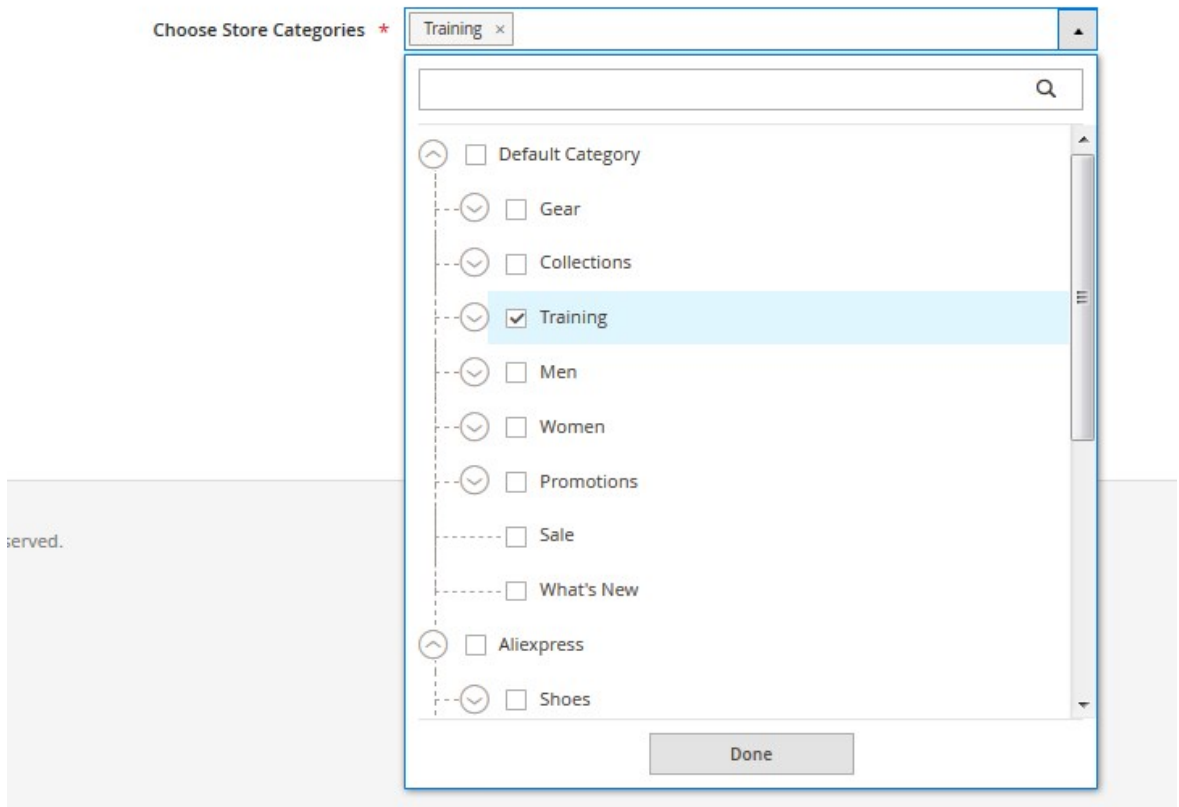 Choose Store Categories * Training ×
Default Category
Gear
Collections
Training
Men
Women
Promotions
Sale
served.
What's New
Aliexpress
Shoes
Done